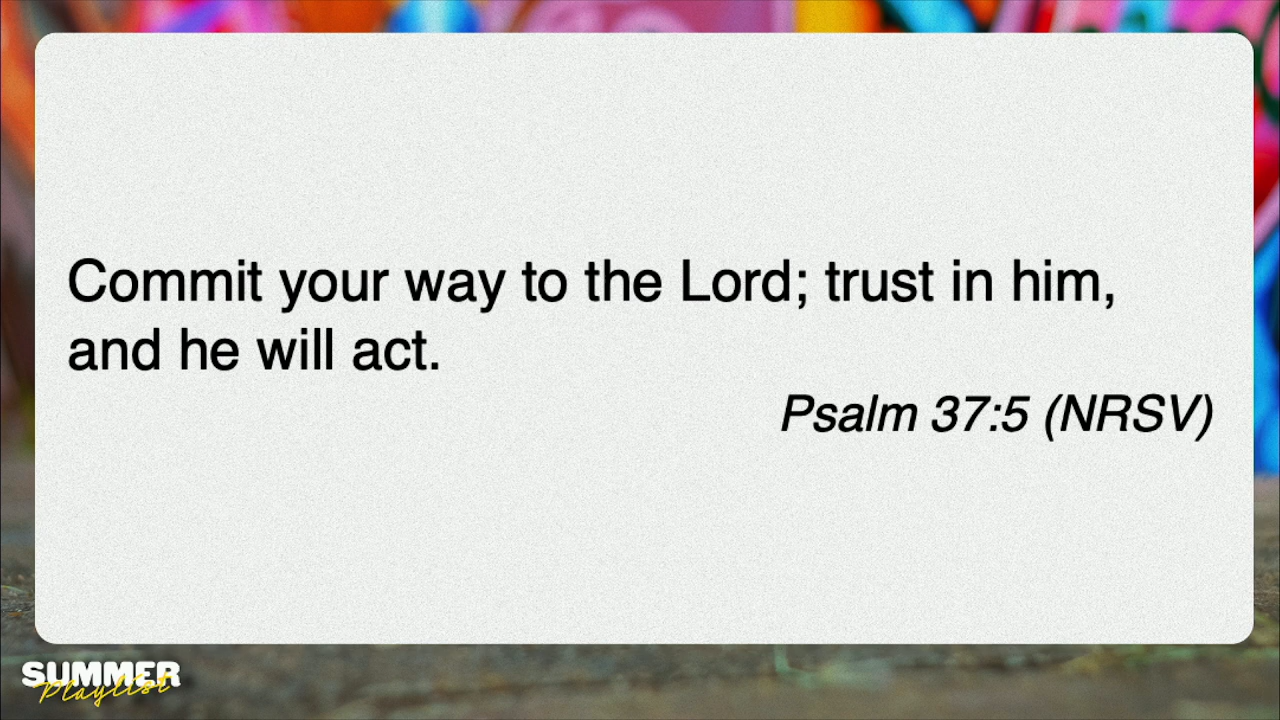 Commit your way to the Lord; trust in him,
and he will act.
Psalm 37:5 (NRSV)
SUMMER
Playlist